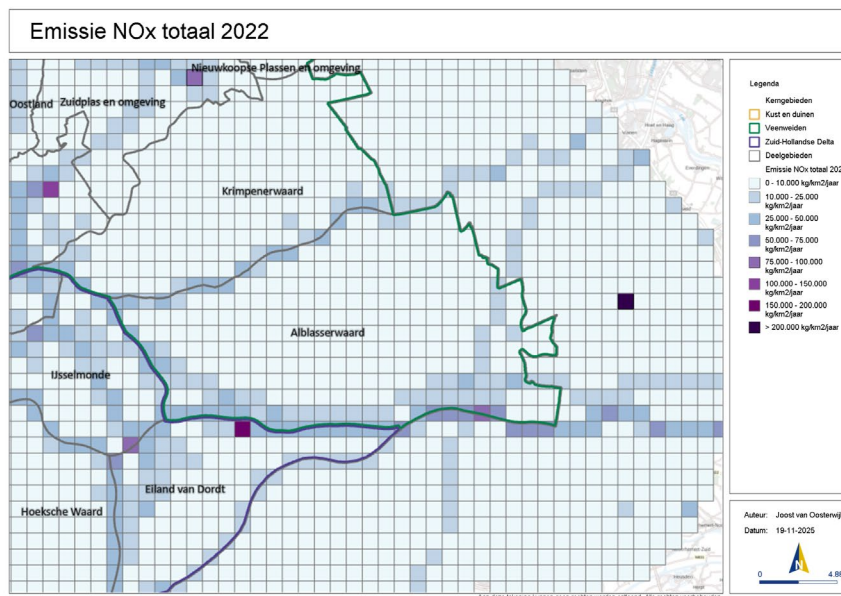 Emissie NOx totaal 2022
Nieuwkoopse Plassen en omgeving
Oostland
Zuidplas en omgeving
Krimpenerwaard
Alblasserwaard
IJsselmonde
Eiland van Dordt
Hoeksche Waard
Legenda
Kerngebieden
Kust en duinen
Veenweiden
Zuid-Hollandse Delta
Deelgebieden
Emissie NOx totaal 202
0 - 10.000 kg/km2/jaar
10.000 - 25.000
kg/km2/jaar
25.000 - 50.000
kg/km2/jaar
50.000 - 75.000
kg/km2/jaar
75.000 - 100.000
kg/km2/jaar
100.000 - 150.000
kg/km2/jaar
150.000 - 200.000
kg/km2/jaar
> 200.000 kg/km2/jaar
Auteur: Joost van Oosterwijk
Datum: 19-11-2025
N
0 4.88